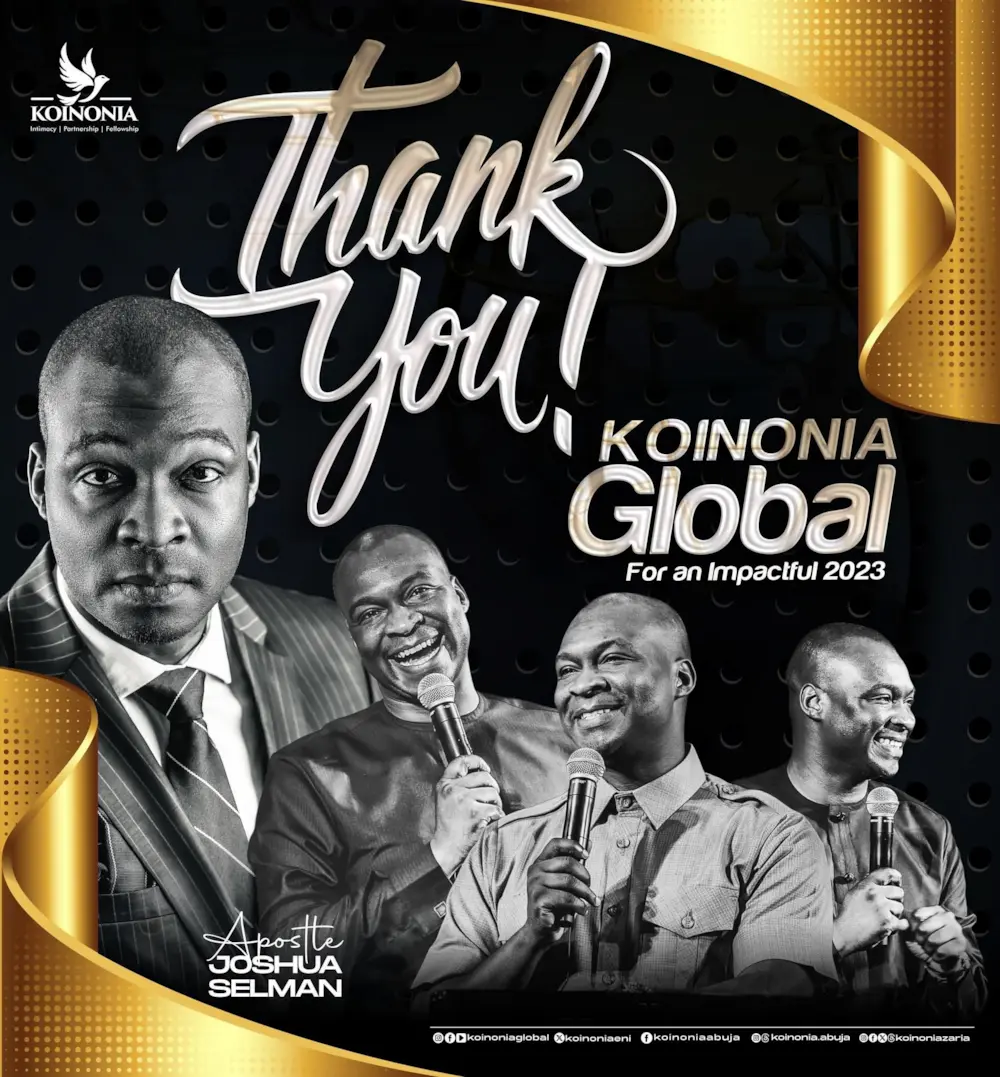 KOINONIA
Intimacy | Partnership | Fellowship
Thank
You!
KOINONIA
Global
For an Impactful 2023
Apostle
JOSHUA
SELMAN
koinoniaglobal koinoniaeni koinoniaabuja koinonia.abuja koinoniazaria